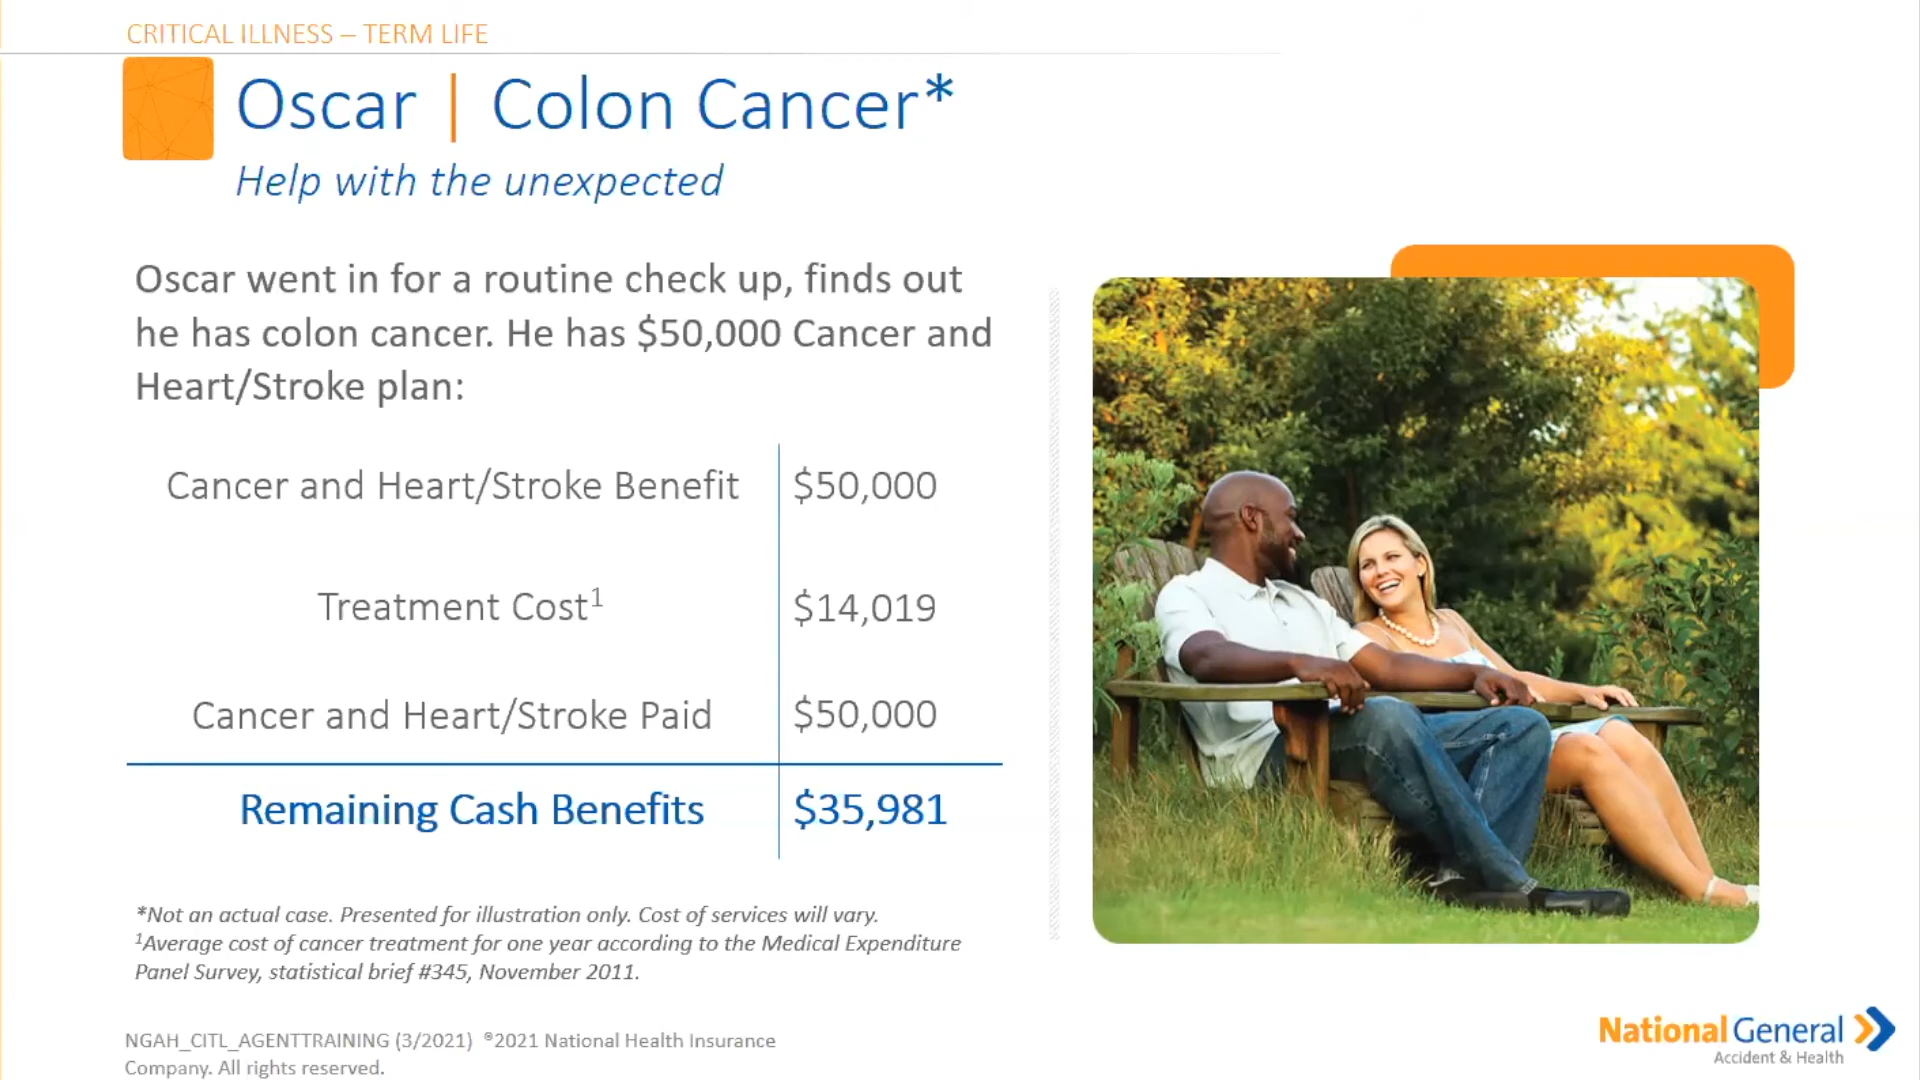 CRITICAL ILLNESS – TERM LIFE
Oscar | Colon Cancer*
Help with the unexpected
Oscar went in for a routine check up, finds out
he has colon cancer. He has $50,000 Cancer and
Heart/Stroke plan:
Cancer and Heart/Stroke Benefit $50,000
Treatment Cost¹ $14,019
Cancer and Heart/Stroke Paid $50,000
Remaining Cash Benefits $35,981
*Not an actual case. Presented for illustration only. Cost of services will vary.
¹Average cost of cancer treatment for one year according to the Medical Expenditure
Panel Survey, statistical brief #345, November 2011.
NGAH_CITL_AGENTTRAINING (3/2021) ©2021 National Health Insurance
Company. All rights reserved.
National General
Accident & Health